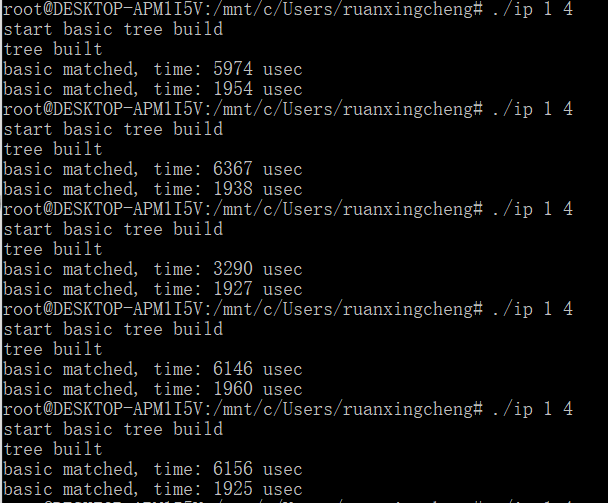 root@DESKTOP-APM1I5V:/mnt/c/Users/ruanxingcheng# ./ip 1 4
start basic tree build
tree built
basic matched, time: 5974 usec
basic matched, time: 1954 usec
root@DESKTOP-APM1I5V:/mnt/c/Users/ruanxingcheng# ./ip 1 4
start basic tree build
tree built
basic matched, time: 6367 usec
basic matched, time: 1938 usec
root@DESKTOP-APM1I5V:/mnt/c/Users/ruanxingcheng# ./ip 1 4
start basic tree build
tree built
basic matched, time: 3290 usec
basic matched, time: 1927 usec
root@DESKTOP-APM1I5V:/mnt/c/Users/ruanxingcheng# ./ip 1 4
start basic tree build
tree built
basic matched, time: 6146 usec
basic matched, time: 1960 usec
root@DESKTOP-APM1I5V:/mnt/c/Users/ruanxingcheng# ./ip 1 4
start basic tree build
tree built
basic matched, time: 6156 usec
basic matched, time: 1925 usec